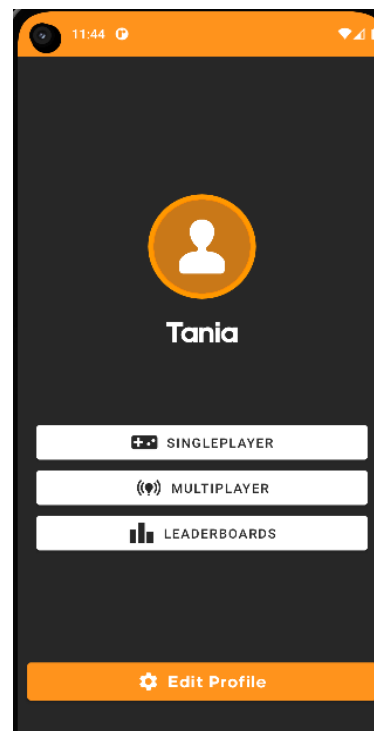 11:44
Tania
SINGLEPLAYER
MULTIPLAYER
LEADERBOARDS
Edit Profile